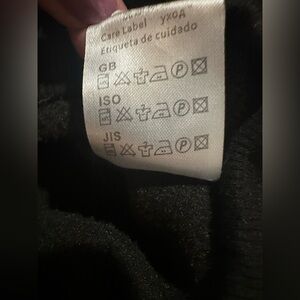 Care Label уход
Etiqueta de cuidado
GB
ISO
JIS